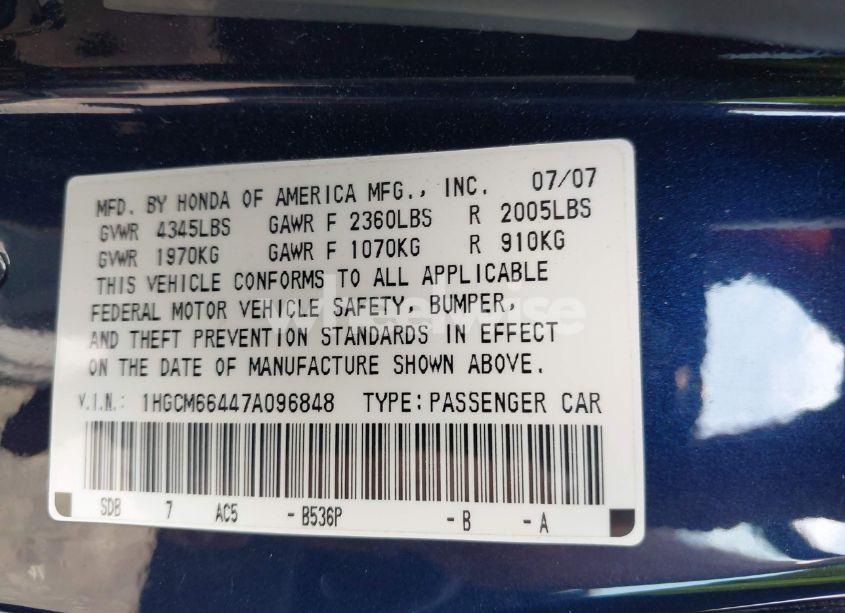 MFD. BY HONDA OF AMERICA MFG., INC. 07/07
GVWR 4345LBS GAWR F 2360LBS R 2005LBS
GVWR 1970KG GAWR F 1070KG R 910KG
THIS VEHICLE CONFORMS TO ALL APPLICABLE
FEDERAL MOTOR VEHICLE SAFETY, BUMPER,
AND THEFT PREVENTION STANDARDS IN EFFECT
ON THE DATE OF MANUFACTURE SHOWN ABOVE.
V.I.N.: 1HGCM66447A096848 TYPE:PASSENGER CAR
SDB 7 AC5 -B536P -B -A